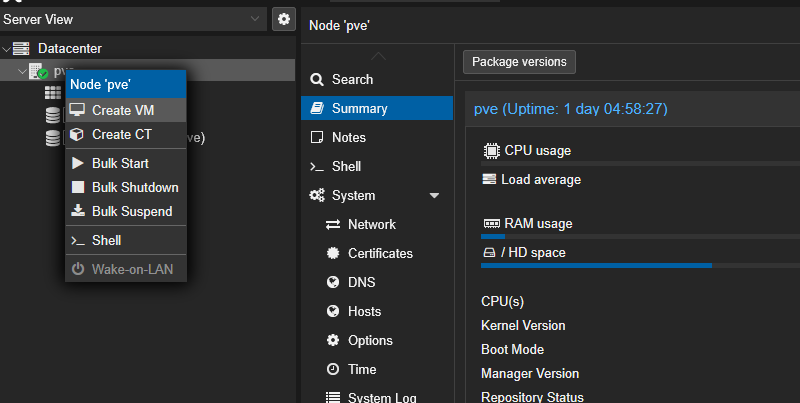 Server View
Datacenter
Node 'pve'
Create VM
Create CT
Bulk Start
Bulk Shutdown
Bulk Suspend
Shell
Wake-on-LAN
Node 'pve'
Search
Summary
Notes
Shell
System
Network
Certificates
DNS
Hosts
Options
Time
System Log
Package versions
pve (Uptime: 1 day 04:58:27)
CPU usage
Load average
RAM usage
/ HD space
CPU(s)
Kernel Version
Boot Mode
Manager Version
Repository Status